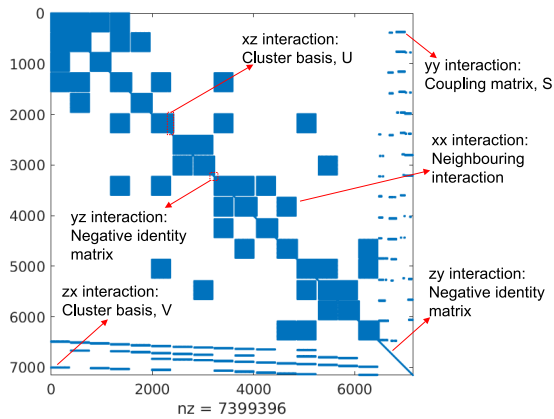 0
1000
2000
3000
4000
5000
6000
7000
xz interaction:
Cluster basis, U
yy interaction:
Coupling matrix, S
xx interaction:
Neighbouring
interaction
yz interaction:
Negative identity
matrix
zx interaction:
Cluster basis, V
zy interaction:
Negative identity
matrix
0 2000 4000 6000
nz = 7399396